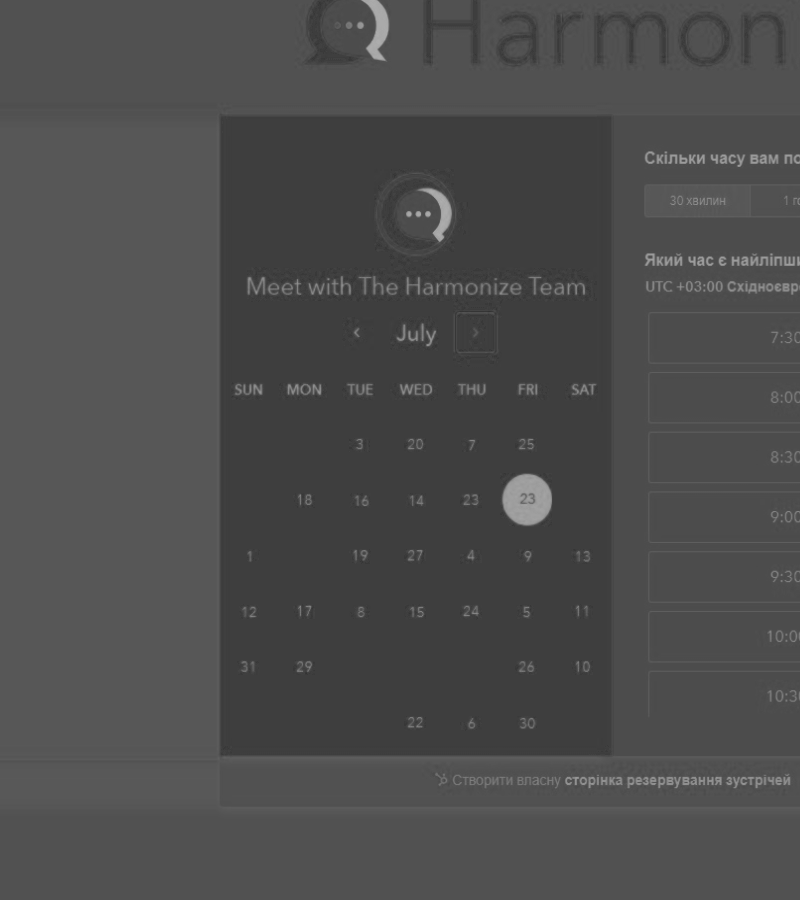 Harmon
Meet with The Harmonize Team
July
SUN MON TUE WED THU FRI SAT
3 20 7 25
18 16 14 23 23
1 19 27 4 9 13
12 17 8 15 24 5 11
31 29 26 10
22 6 30
Скільки часу вам по
30 хвилин 1 го
Який час є найліпши
UTC +03:00 Східноєвро
7:30
8:00
8:30
9:00
9:30
10:00
10:30
Створити власну сторінка резервування зустрічей